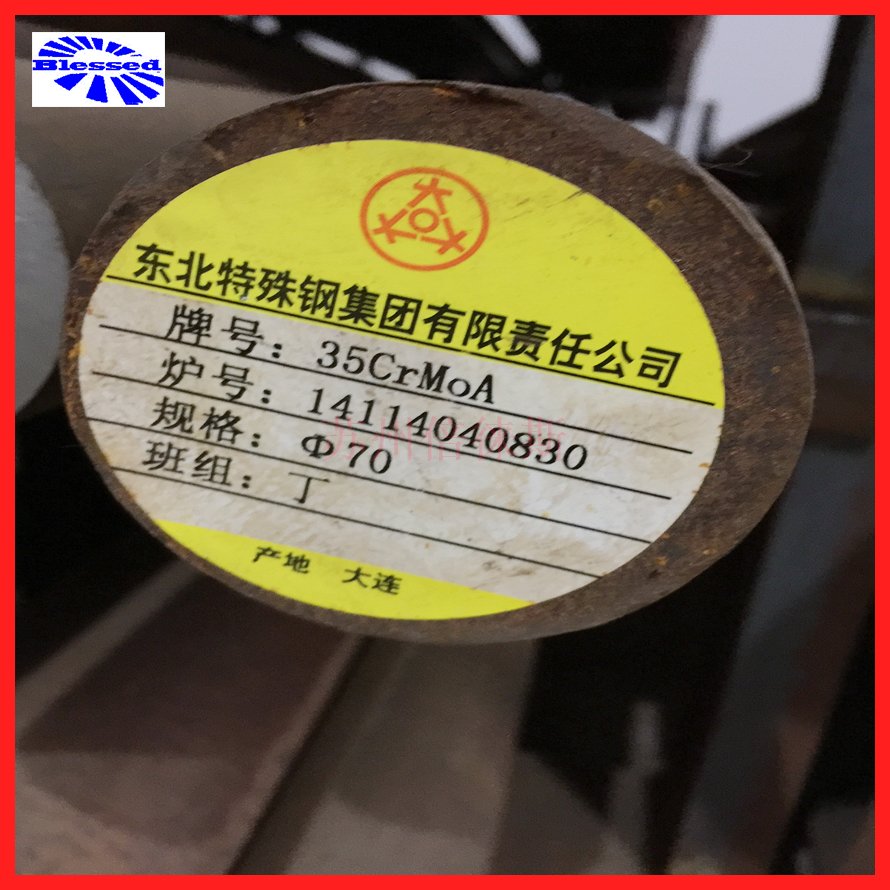 Blessed
东北特殊钢集团有限责任公司
牌号：35CrMoA
炉号：14114040830
规格：Φ70
班组：丁
产地 大连